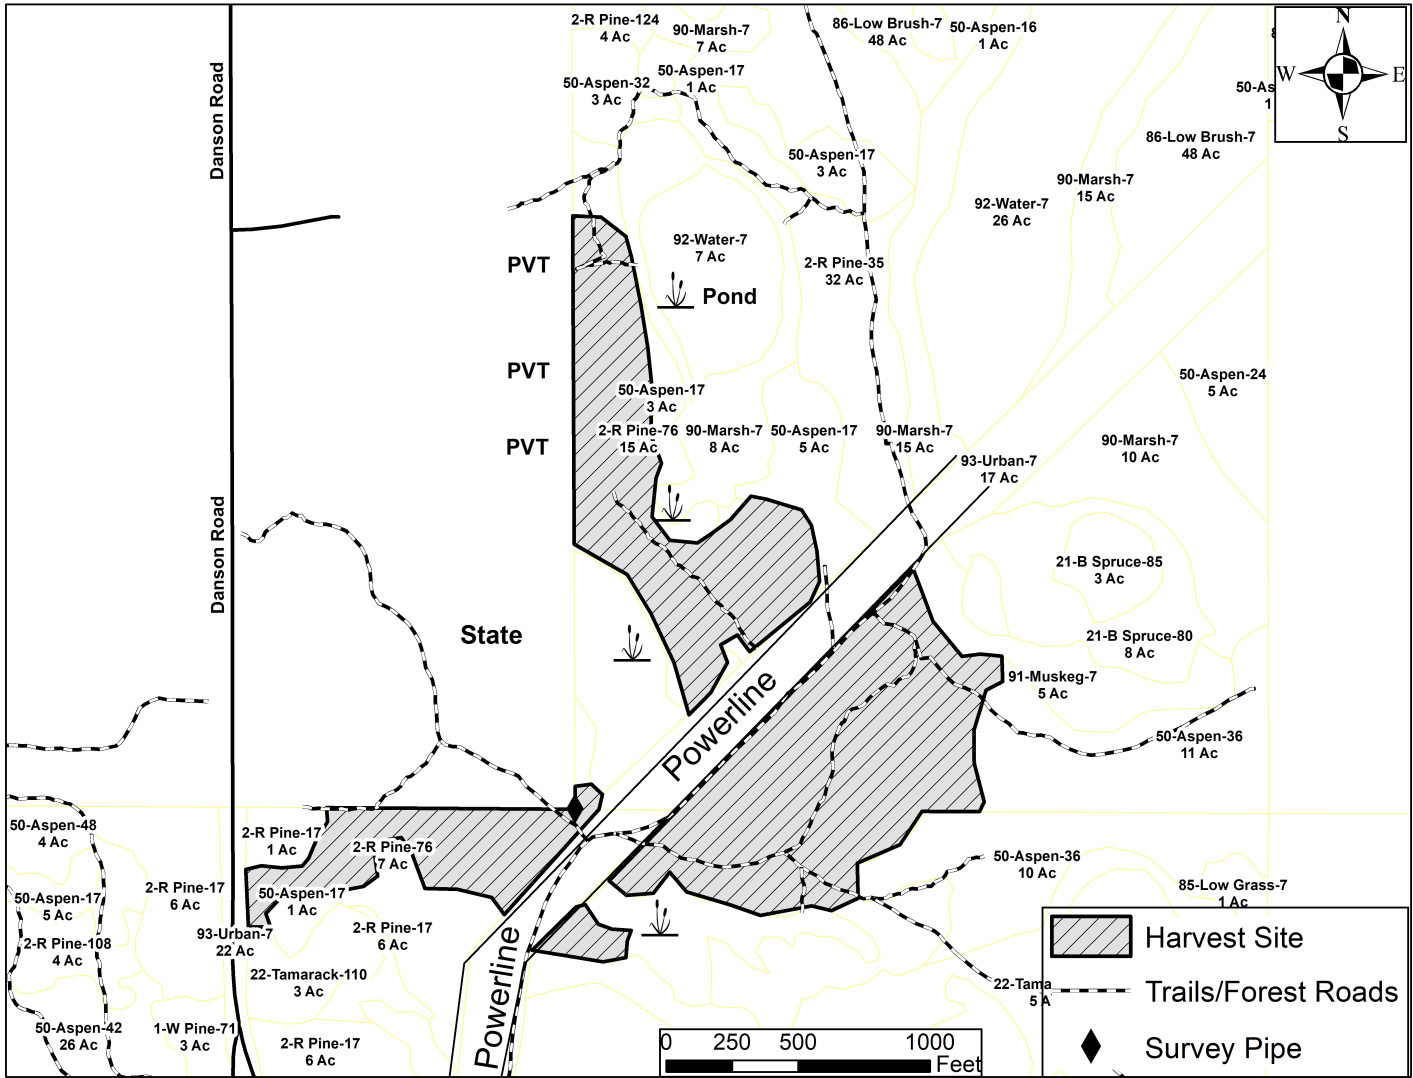 2-R Pine-124
4 Ac
90-Marsh-7
7 Ac
86-Low Brush-7
48 Ac
50-Aspen-16
1 Ac
N
W
E
S
50-Aspen-32
3 Ac
50-Aspen-17
1 Ac
50-As
1
Danson Road
50-Aspen-17
3 Ac
86-Low Brush-7
48 Ac
90-Marsh-7
15 Ac
92-Water-7
26 Ac
92-Water-7
7 Ac
PVT
2-R Pine-35
32 Ac
Pond
PVT
50-Aspen-17
3 Ac
50-Aspen-24
5 Ac
PVT
2-R Pine-76
15 Ac
90-Marsh-7
8 Ac
50-Aspen-17
5 Ac
90-Marsh-7
15 Ac
93-Urban-7
17 Ac
90-Marsh-7
10 Ac
Danson Road
21-B Spruce-85
3 Ac
State
21-B Spruce-80
8 Ac
91-Muskeg-7
5 Ac
Powerline
50-Aspen-36
11 Ac
50-Aspen-48
4 Ac
2-R Pine-17
1 Ac
2-R Pine-76
7 Ac
50-Aspen-36
10 Ac
50-Aspen-17
5 Ac
2-R Pine-17
6 Ac
50-Aspen-17
1 Ac
85-Low Grass-7
1 Ac
2-R Pine-108
4 Ac
93-Urban-7
22 Ac
2-R Pine-17
6 Ac
Harvest Site
22-Tamarack-110
3 Ac
Powerline
22-Tama
5 A
Trails/Forest Roads
50-Aspen-42
26 Ac
1-W Pine-71
3 Ac
2-R Pine-17
6 Ac
0 250 500 1000
Feet
Survey Pipe